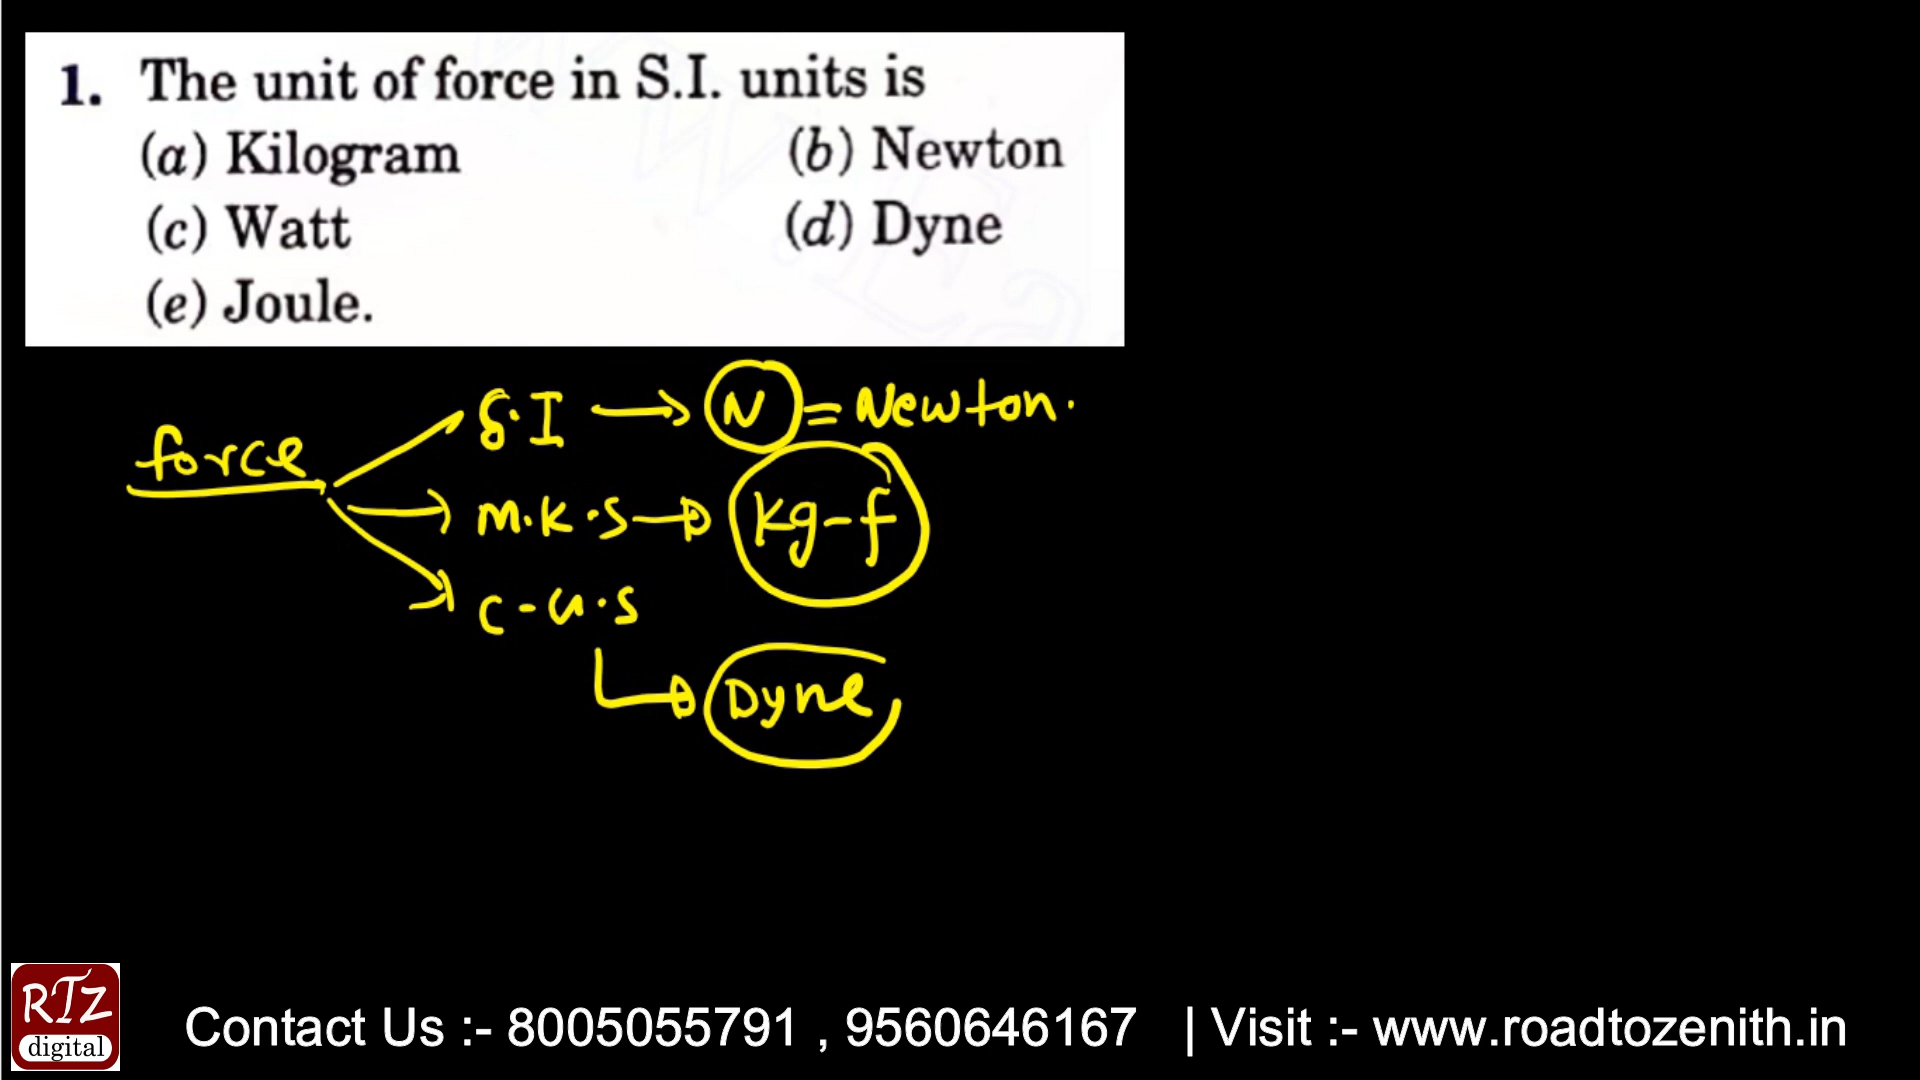 1. The unit of force in S.I. units is
(a) Kilogram (b) Newton
(c) Watt (d) Dyne
(e) Joule.
force
S.I → N = Newton.
M.K.S → kg-f
C-G.S
Dyne
RTZ
digital
Contact Us :- 8005055791 , 9560646167 | Visit :- www.roadtozenith.in